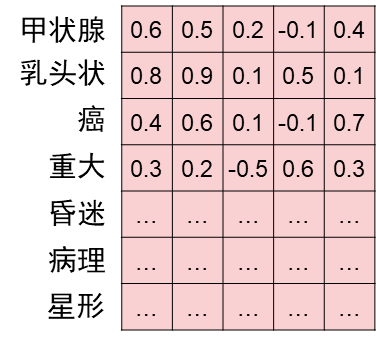 甲状腺 0.6 0.5 0.2 -0.1 0.4
乳头状 0.8 0.9 0.1 0.5 0.1
癌 0.4 0.6 0.1 -0.1 0.7
重大 0.3 0.2 -0.5 0.6 0.3
昏迷 ... ... ... ... ...
病理 ... ... ... ... ...
星形 ... ... ... ... ...